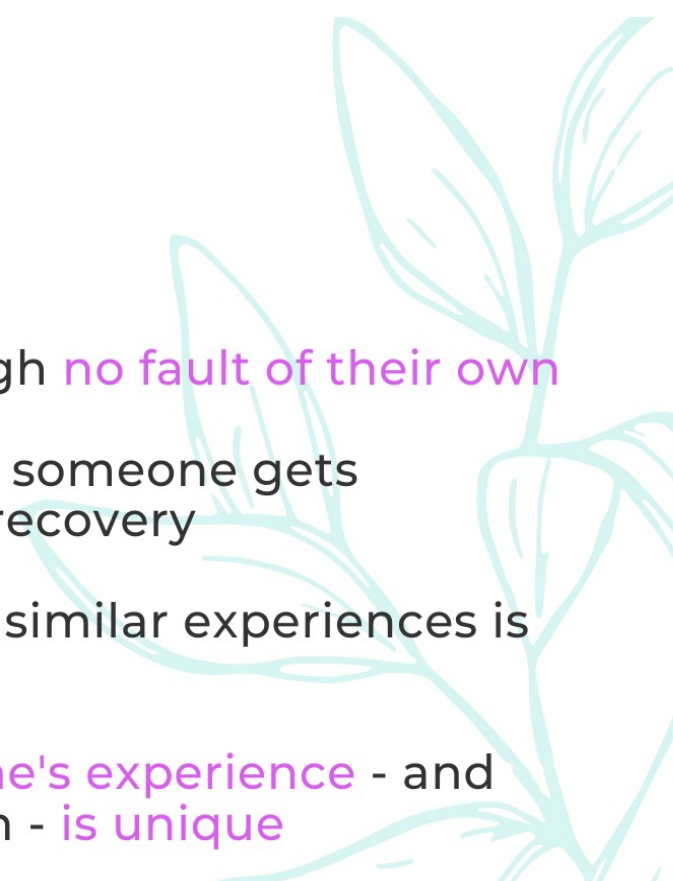 gh no fault of their own
someone gets
recovery
similar experiences is
ne's experience - and
n - is unique